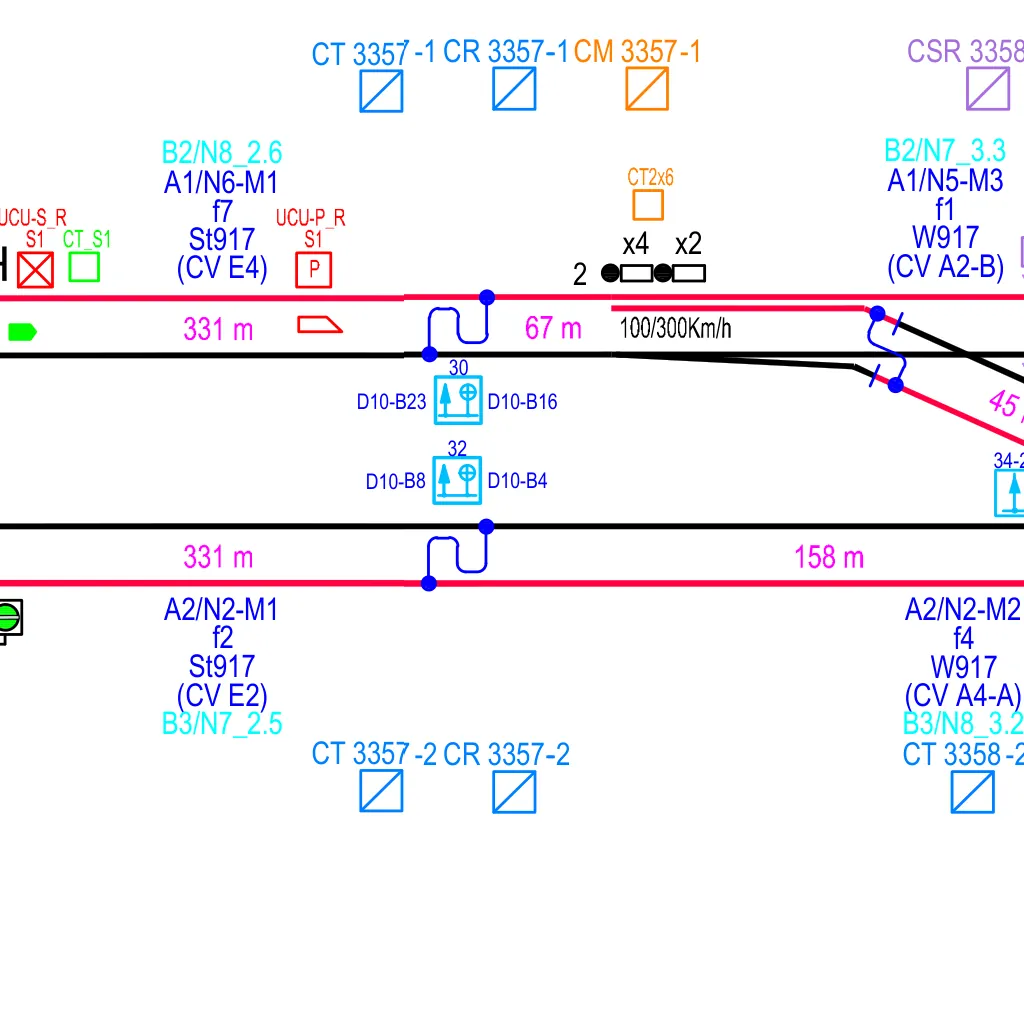 CT 3357-1 CR 3357-1 CM 3357-1 CSR 3358
B2/N8_2.6
A1/N6-M1
f7
St917
(CV E4)
B2/N7_3.3
A1/N5-M3
f1
W917
(CV A2-B)
CT2x6
UCU-S_R
S1
CT_S1
UCU-P_R
S1
P
H
x4 x2
2
331 m
67 m
100/300Km/h
45
30
D10-B23 D10-B16
32
D10-B8 D10-B4
34-2
331 m
158 m
A2/N2-M1
f2
St917
(CV E2)
B3/N7_2.5
A2/N2-M2
f4
W917
(CV A4-A)
B3/N8_3.2
CT 3357-2 CR 3357-2 CT 3358-2